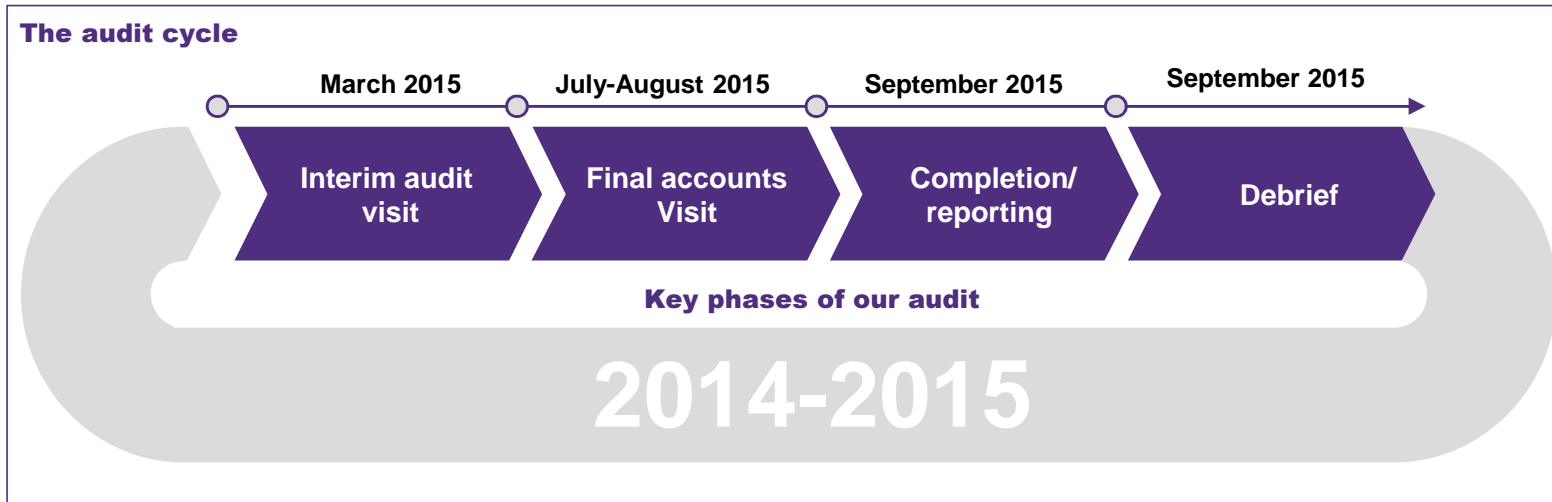 The audit cycle
March 2015
July-August 2015
September 2015
September 2015
Interim audit
visit
Final accounts
Visit
Completion/
reporting
Debrief
Key phases of our audit
2014-2015